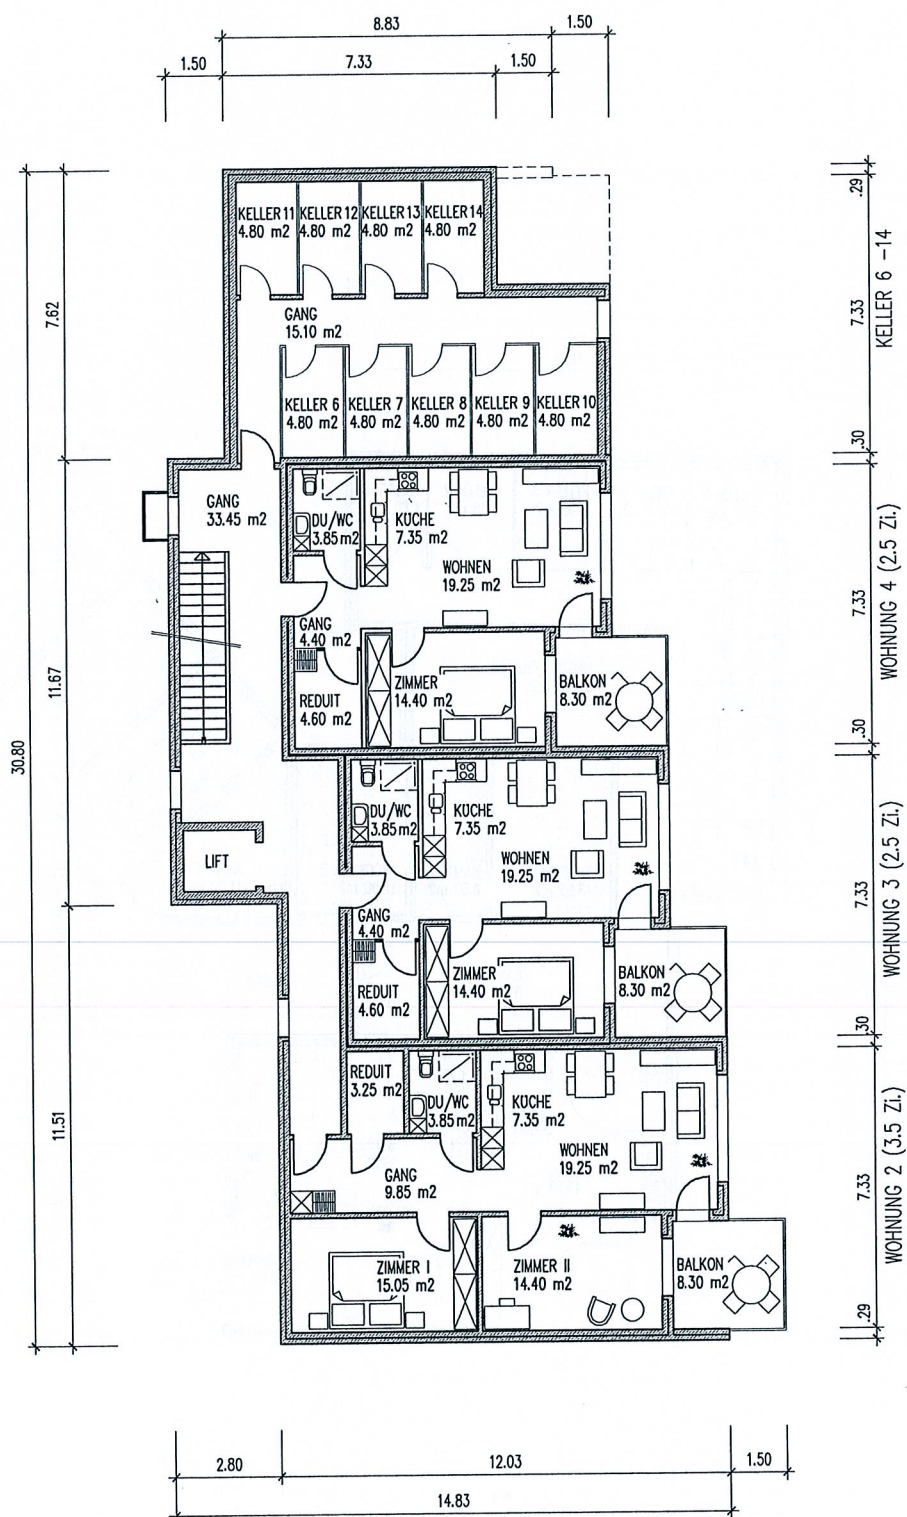 8.83
1.50
1.50
7.33
1.50
30.80
7.62
11.67
11.51
.29
7.33
KELLER 6 -14
.30
7.33
WOHNUNG 4 (2.5 Zi.)
.30
7.33
WOHNUNG 3 (2.5 Zi.)
.30
7.33
WOHNUNG 2 (3.5 Zi.)
.29
KELLER 11
4.80 m2
KELLER 12
4.80 m2
KELLER 13
4.80 m2
KELLER 14
4.80 m2
GANG
15.10 m2
KELLER 6
4.80 m2
KELLER 7
4.80 m2
KELLER 8
4.80 m2
KELLER 9
4.80 m2
KELLER 10
4.80 m2
GANG
33.45 m2
DU/WC
3.85 m2
KÜCHE
7.35 m2
WOHNEN
19.25 m2
GANG
4.40 m2
REDUIT
4.60 m2
ZIMMER
14.40 m2
BALKON
8.30 m2
LIFT
DU/WC
3.85 m2
KÜCHE
7.35 m2
WOHNEN
19.25 m2
GANG
4.40 m2
REDUIT
4.60 m2
ZIMMER
14.40 m2
BALKON
8.30 m2
REDUIT
3.25 m2
DU/WC
3.85 m2
KÜCHE
7.35 m2
WOHNEN
19.25 m2
GANG
9.85 m2
ZIMMER I
15.05 m2
ZIMMER II
14.40 m2
BALKON
8.30 m2
2.80
12.03
1.50
14.83